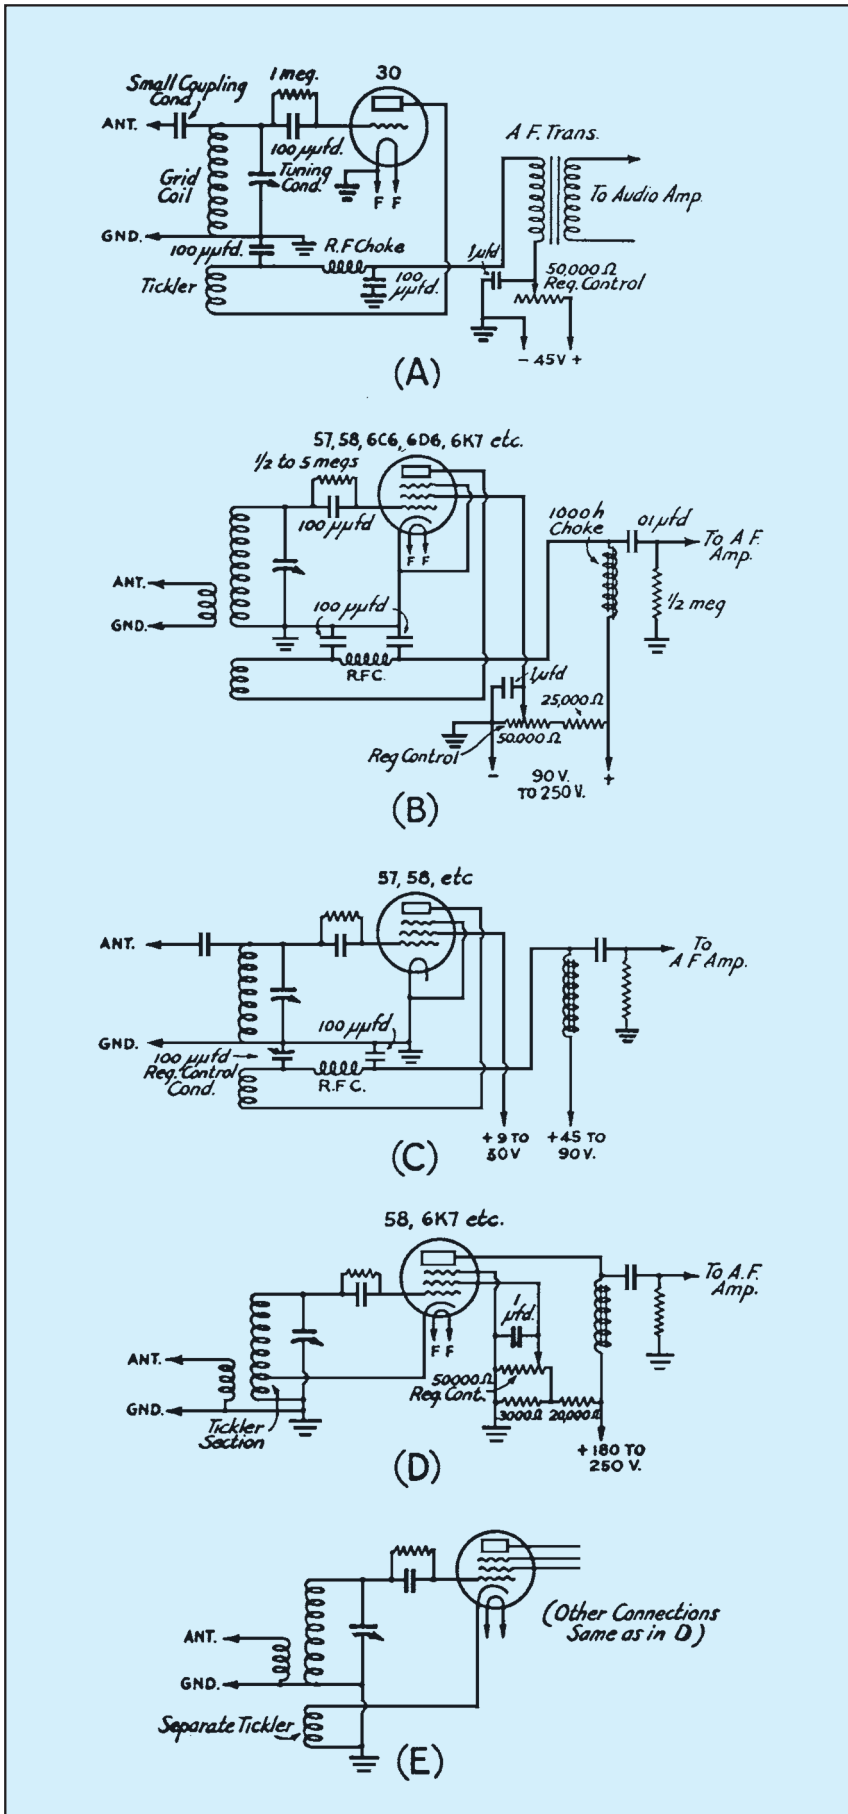 30
1 meg.
Small Coupling
Cond
ANT.
100 µµfd.
Tuning
Cond.
Grid
Coil
F F
A F. Trans.
To Audio Amp.
GND.
100 µµfd.
R.F Choke
1 µfd
50,000 Ω
Reg. Control
100
µµfd.
Tickler
- 45V +
(A)
57, 58, 6C6, 6D6, 6K7 etc.
1/2 to 5 megs
100 µµfd
F F
1000 h
Choke
01 µfd
To A F.
Amp.
ANT.
GND.
100 µµfd
1/2 meg
R.F.C.
1 µfd
25,000 Ω
50.000 Ω
Reg Control
- 90 V. +
TO 250 V.
(B)
57, 58, etc
ANT.
To
A F Amp.
GND.
100 µµfd
100 µµfd
Reg. Control
Cond.
R.F C.
+ 9 TO
30 V
+45 TO
90 V.
(C)
58, 6K7 etc.
To A.F.
Amp.
1
µfd.
F F
ANT.
50000 Ω
Reg. Cont.
GND.
3000 Ω
20,000 Ω
Tickler
Section
+ 180 TO
250 V.
(D)
(Other Connections
Same as in D)
ANT.
GND.
Separate Tickler
(E)